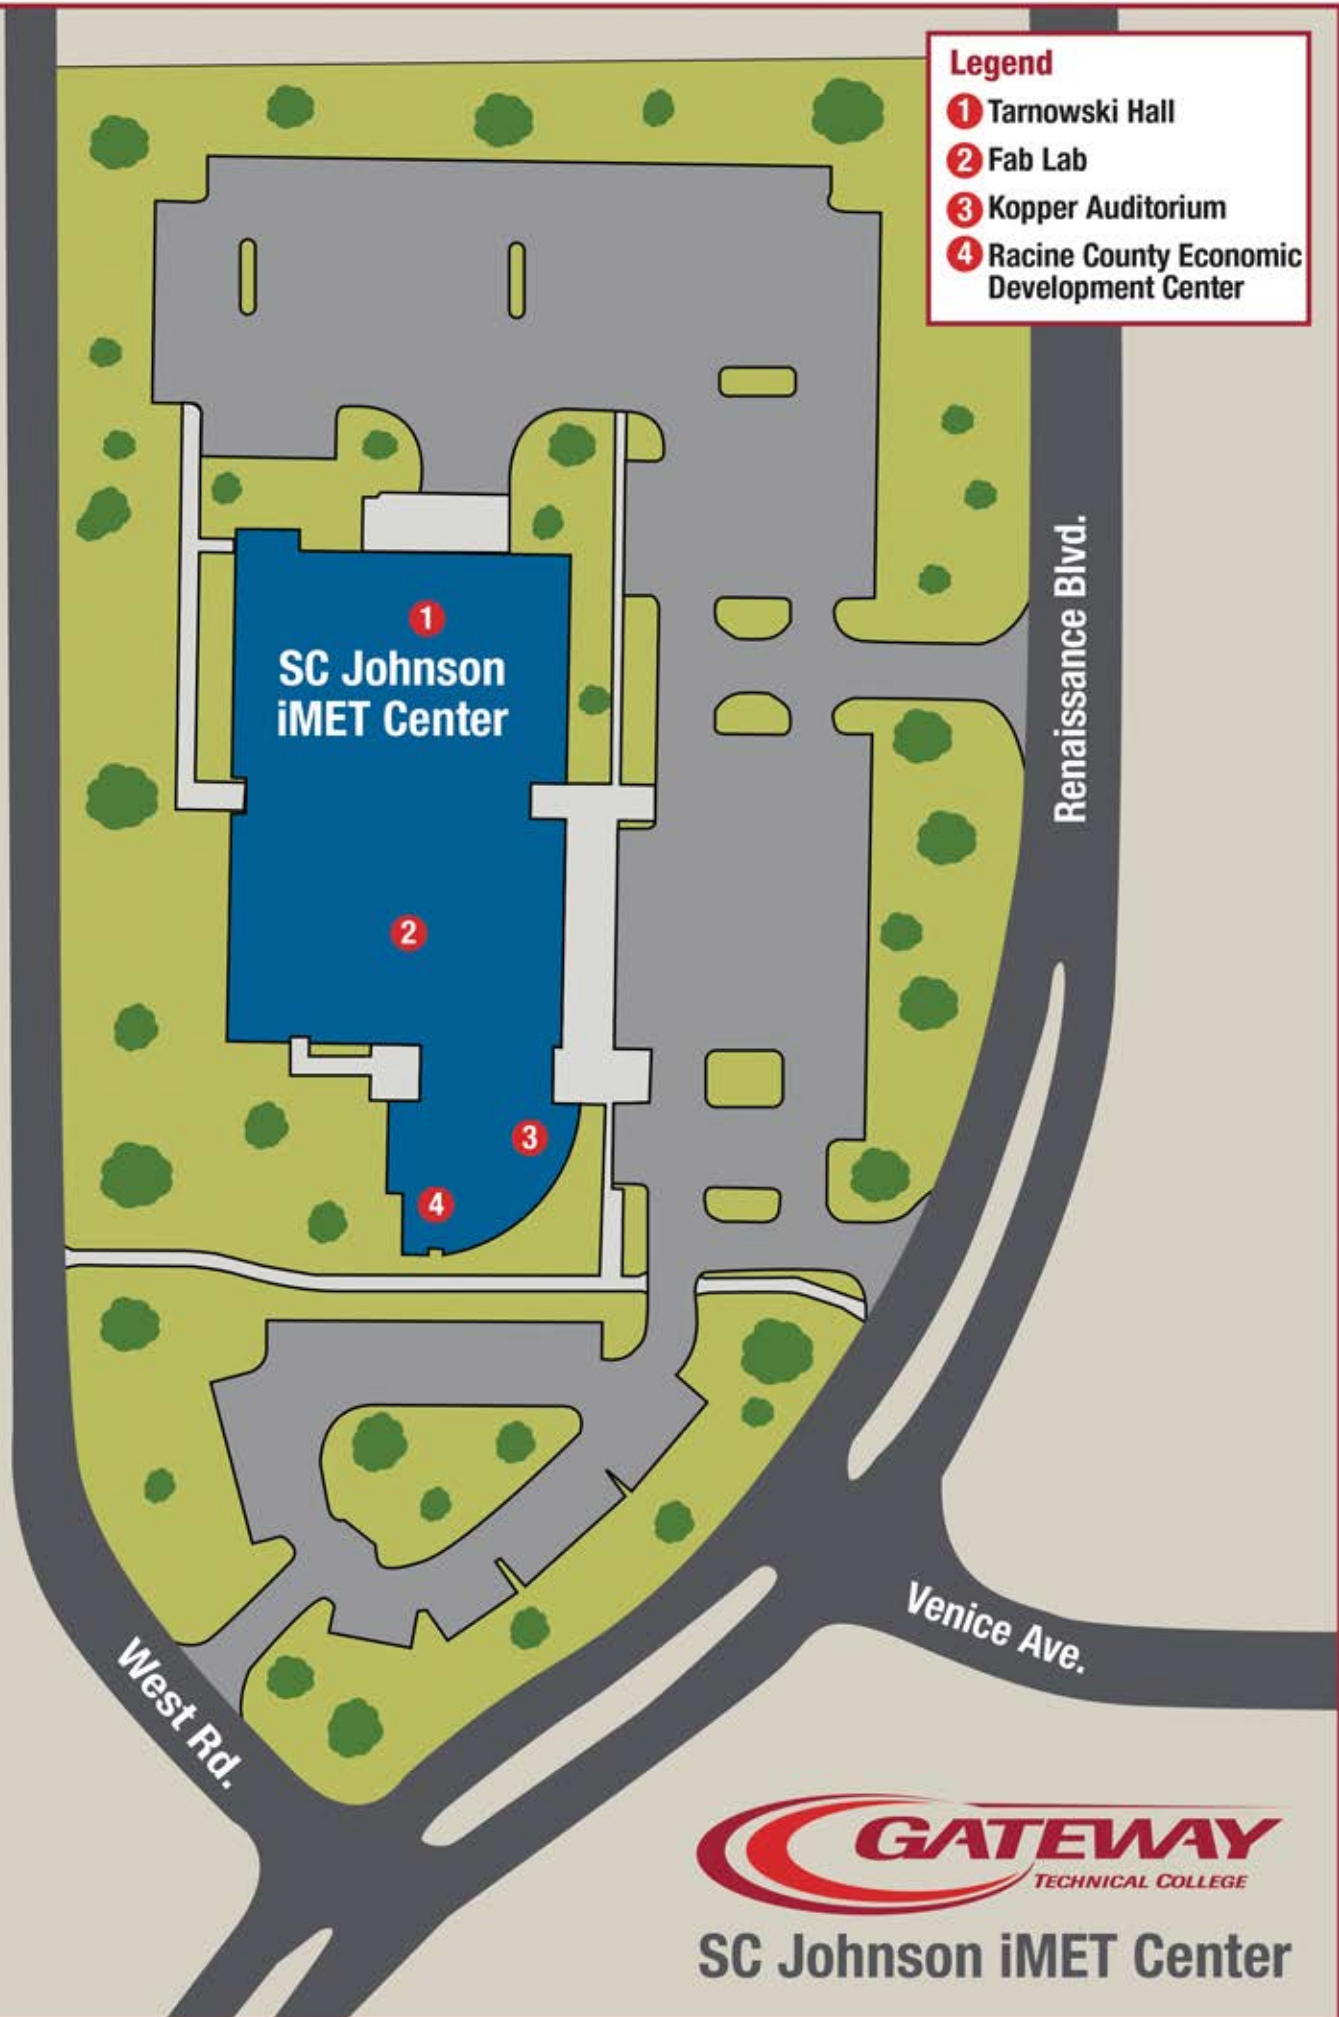 Legend
1 Tarnowski Hall
2 Fab Lab
3 Kopper Auditorium
4 Racine County Economic
Development Center
Renaissance Blvd.
1
SC Johnson
iMET Center
2
3
4
Venice Ave.
West Rd.
GATEWAY
TECHNICAL COLLEGE
SC Johnson iMET Center